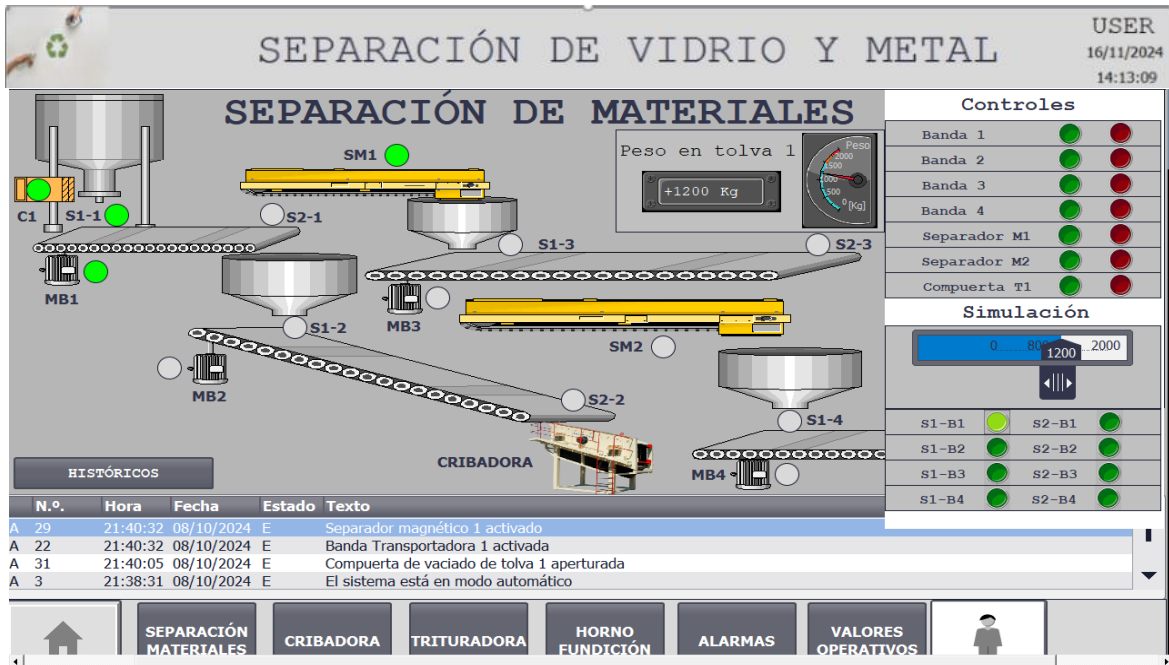 SEPARACIÓN DE VIDRIO Y METAL
USER
16/11/2024
14:13:09
SEPARACIÓN DE MATERIALES
Peso en tolva 1
+1200 Kg
Peso
2000
1500
1000
500
0
[Kg]
SM1
C1
S1-1
S2-1
S1-3
S2-3
MB1
S1-2
MB3
SM2
MB2
S2-2
S1-4
CRIBADORA
MB4
HISTÓRICOS
Controles
Banda 1
Banda 2
Banda 3
Banda 4
Separador M1
Separador M2
Compuerta T1
Simulación
0 800 2000
1200
S1-B1 S2-B1
S1-B2 S2-B2
S1-B3 S2-B3
S1-B4 S2-B4
N.º. Hora Fecha Estado Texto
A 29 21:40:32 08/10/2024 E Separador magnético 1 activado
A 22 21:40:32 08/10/2024 E Banda Transportadora 1 activada
A 31 21:40:05 08/10/2024 E Compuerta de vaciado de tolva 1 aperturada
A 3 21:38:31 08/10/2024 E El sistema está en modo automático
SEPARACIÓN MATERIALES
CRIBADORA
TRITURADORA
HORNO FUNDICIÓN
ALARMAS
VALORES OPERATIVOS